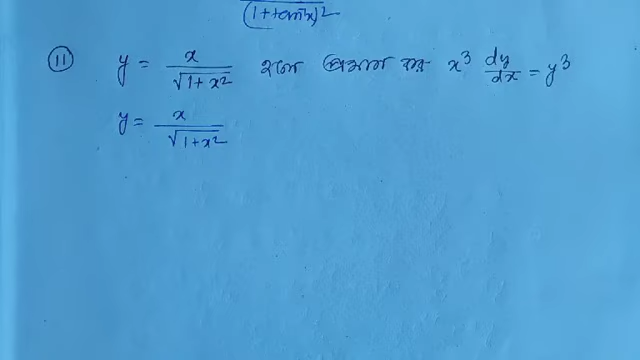 (1+tan²x)²
(11) y = x/√(1+x²) হলে প্রমাণ কর x³ dy/dx = y³
y = x/√(1+x²)